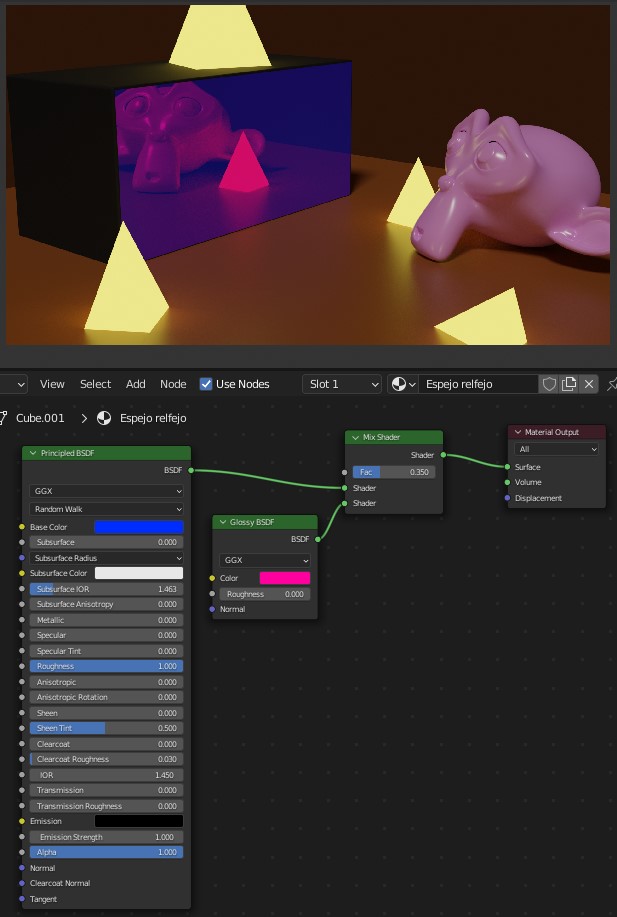 View Select Add Node Use Nodes Slot 1 Espejo relfejo
Cube.001 > Espejo relfejo
Principled BSDF
BSDF
GGX
Random Walk
Base Color
Subsurface 0.000
Subsurface Radius
Subsurface Color
Subsurface IOR 1.463
Subsurface Anisotropy 0.000
Metallic 0.000
Specular 0.000
Specular Tint 0.000
Roughness 1.000
Anisotropic 0.000
Anisotropic Rotation 0.000
Sheen 0.000
Sheen Tint 0.500
Clearcoat 0.000
Clearcoat Roughness 0.030
IOR 1.450
Transmission 0.000
Transmission Roughness 0.000
Emission
Emission Strength 1.000
Alpha 1.000
Normal
Clearcoat Normal
Tangent
Glossy BSDF
BSDF
GGX
Color
Roughness 0.000
Normal
Mix Shader
Shader
Fac 0.350
Shader
Shader
Material Output
All
Surface
Volume
Displacement